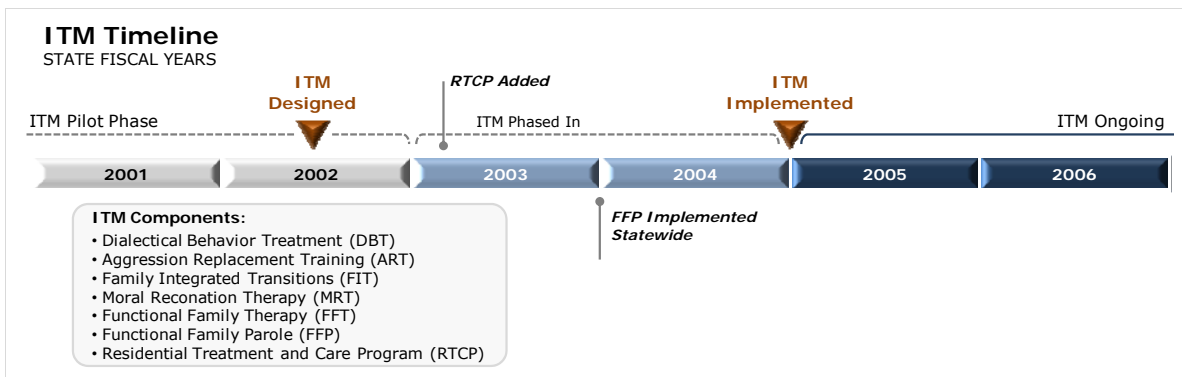 ITM Timeline
STATE FISCAL YEARS
ITM
Designed
RTCP Added
ITM
Implemented
ITM Pilot Phase
ITM Phased In
ITM Ongoing
2001
2002
2003
2004
2005
2006
FFP Implemented
Statewide
ITM Components:
• Dialectical Behavior Treatment (DBT)
• Aggression Replacement Training (ART)
• Family Integrated Transitions (FIT)
• Moral Reconation Therapy (MRT)
• Functional Family Therapy (FFT)
• Functional Family Parole (FFP)
• Residential Treatment and Care Program (RTCP)